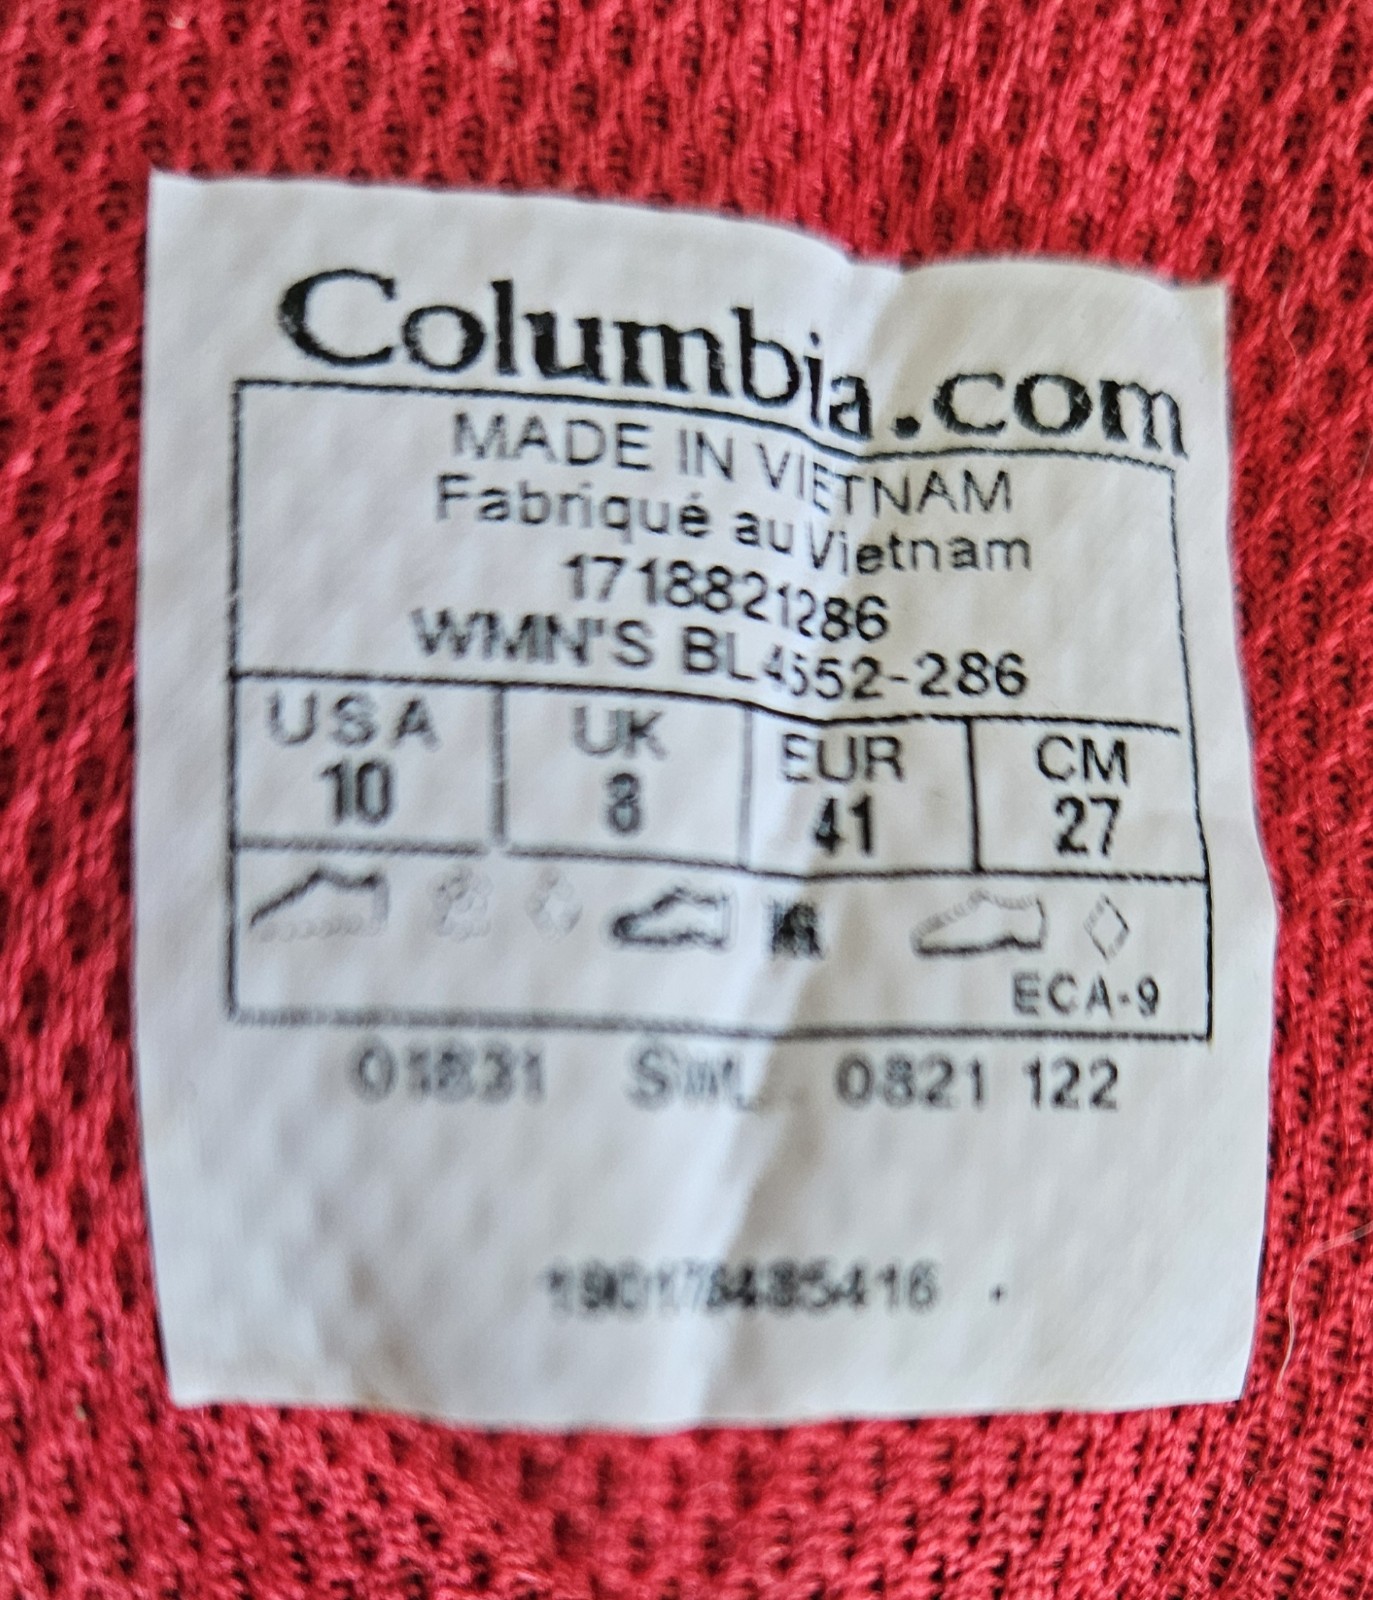 Columbia.com
MADE IN VIETNAM
Fabriqué au Vietnam
1718821286
WMN'S BL4552-286
USA UK EUR CM
10 8 41 27
ECA-9
01831 0821 122